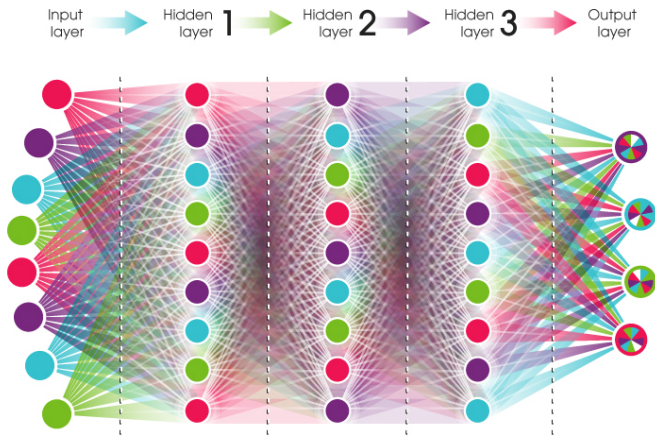 Input
layer
Hidden
layer 1
Hidden
layer 2
Hidden
layer 3
Output
layer